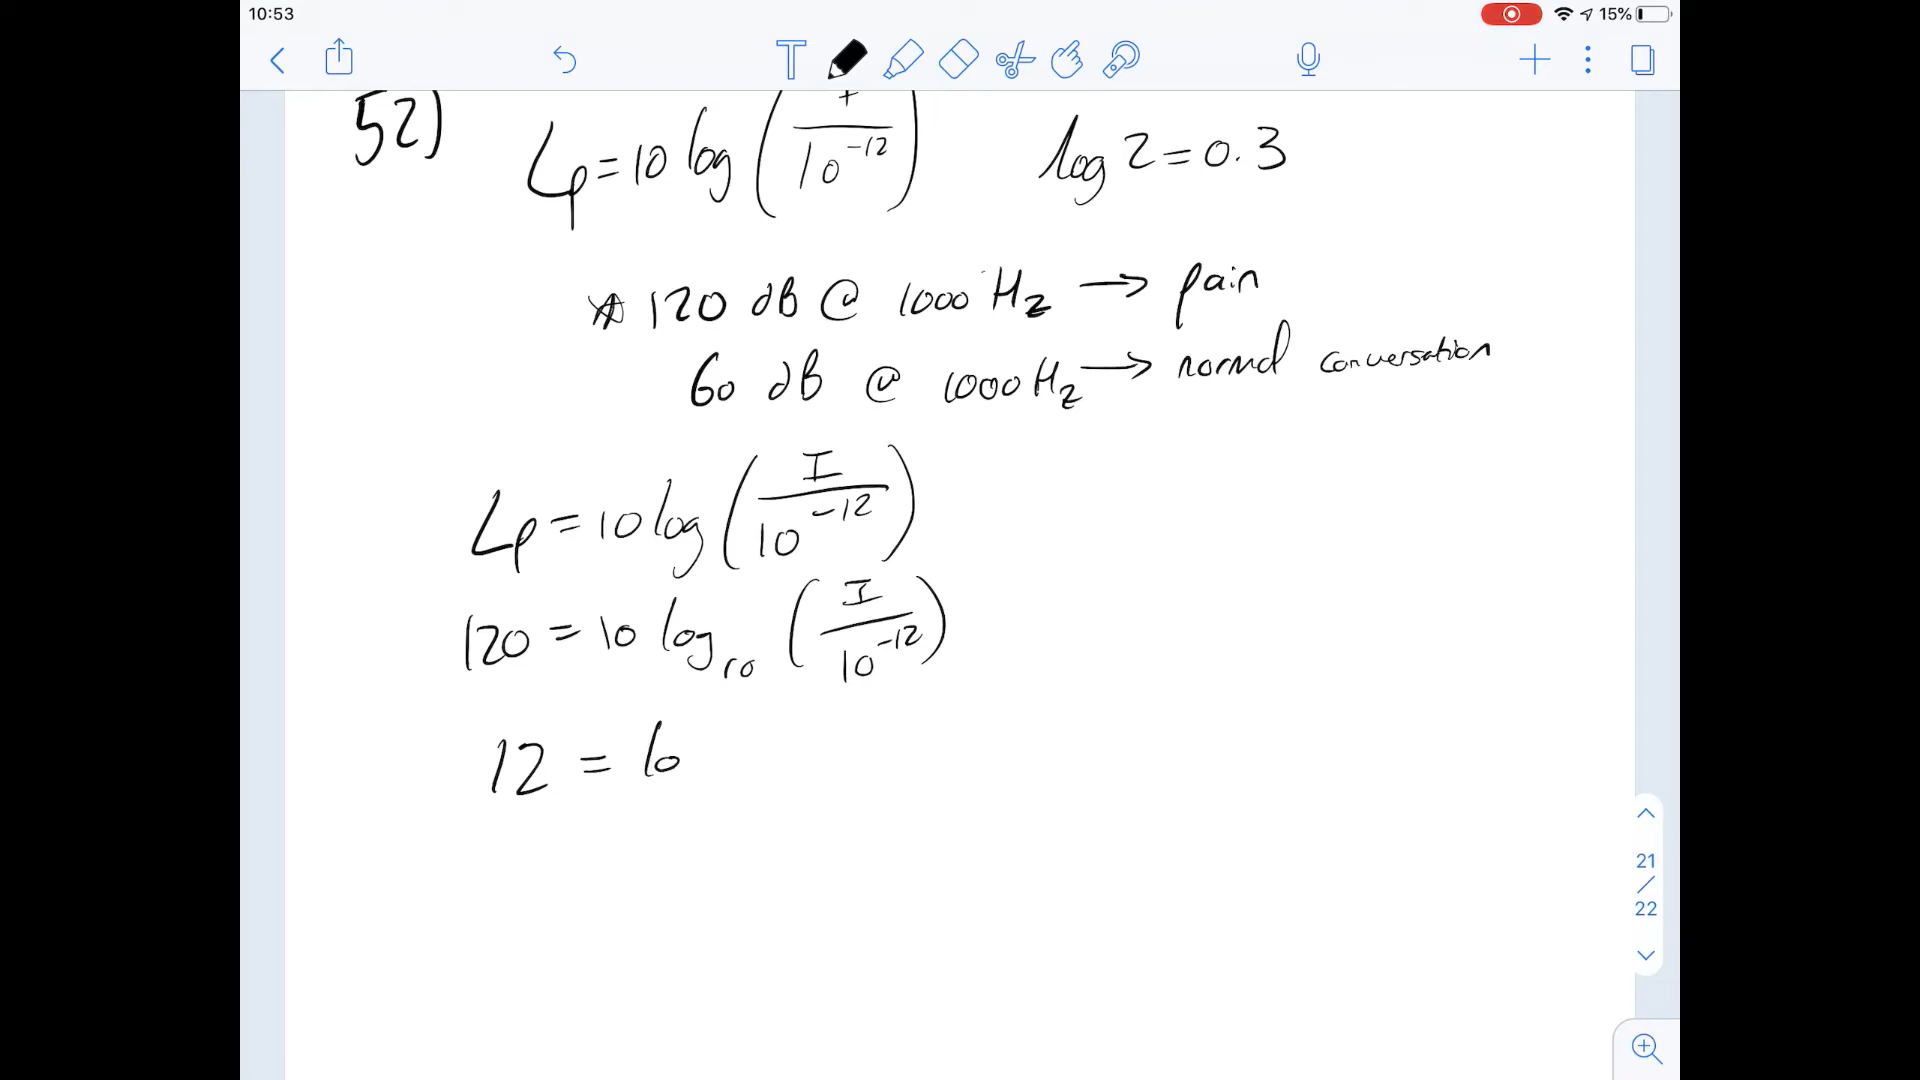 10:53
15%
52) Lp = 10 log (I / 10^-12) log 2 = 0.3
* 120 dB @ 1000 Hz → pain
60 dB @ 1000 Hz → normal conversation
Lp = 10 log (I / 10^-12)
120 = 10 log10 (I / 10^-12)
12 = lo
21
/
22